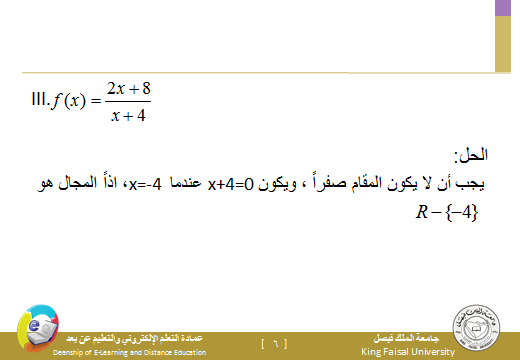 III. f(x) = (2x + 8)/(x + 4)
الحل:
يجب أن لا يكون المقام صفراً ، ويكون x+4=0 عندما x=-4، اذاً المجال هو
R – {–4}
جامعة الملك فيصل
King Faisal University
[ ٦ ]
عمادة التعلم الإلكتروني والتعليم عن بعد
Deanship of E-Learning and Distance Education